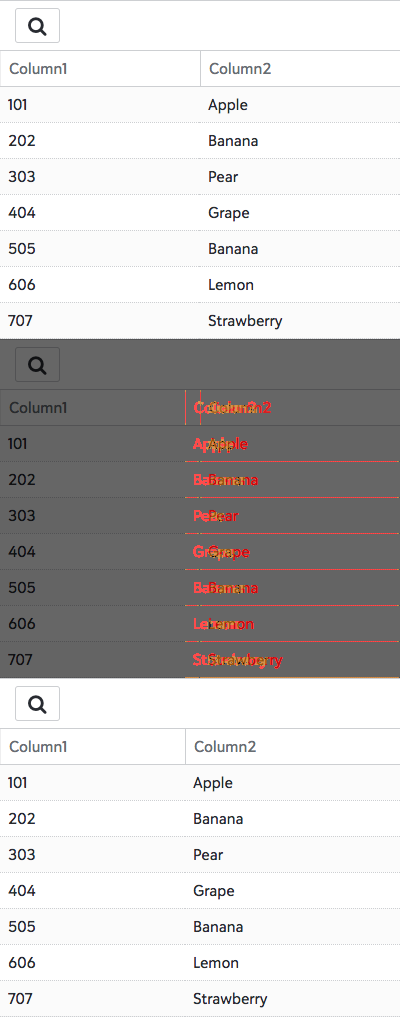 Column1 Column2
101 Apple
202 Banana
303 Pear
404 Grape
505 Banana
606 Lemon
707 Strawberry
Column1 Column2
101 Apple
202 Banana
303 Pear
404 Grape
505 Banana
606 Lemon
707 Strawberry
Column1 Column2
101 Apple
202 Banana
303 Pear
404 Grape
505 Banana
606 Lemon
707 Strawberry